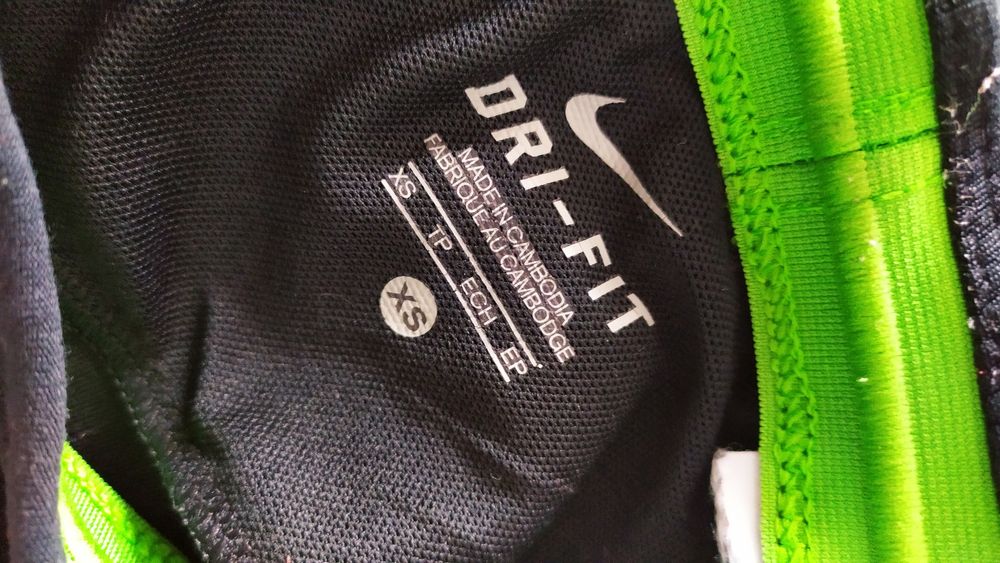 DRI-FIT
MADE IN CAMBODIA
FABRIQUE AU CAMBODGE
XS TP ECH EP
XS